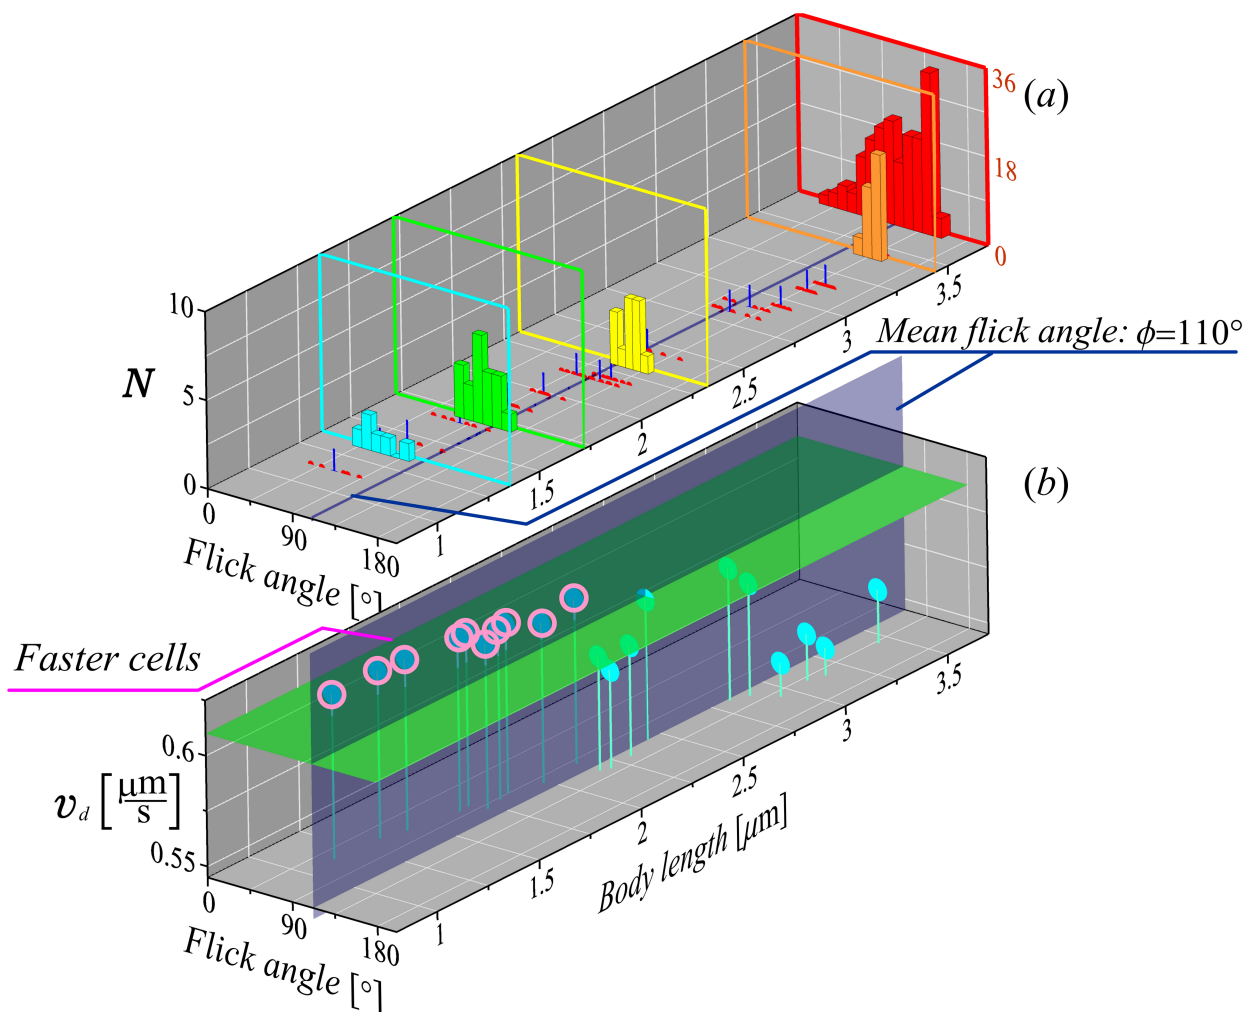 36
(a)
18
0
10
5
0
N
0
90
180
Flick angle [°]
1
1.5
2
2.5
3
3.5
Mean flick angle: ϕ=110°
(b)
Faster cells
0.6
0.55
v_d [μm/s]
0
90
180
Flick angle [°]
1
1.5
2
2.5
3
3.5
Body length [μm]